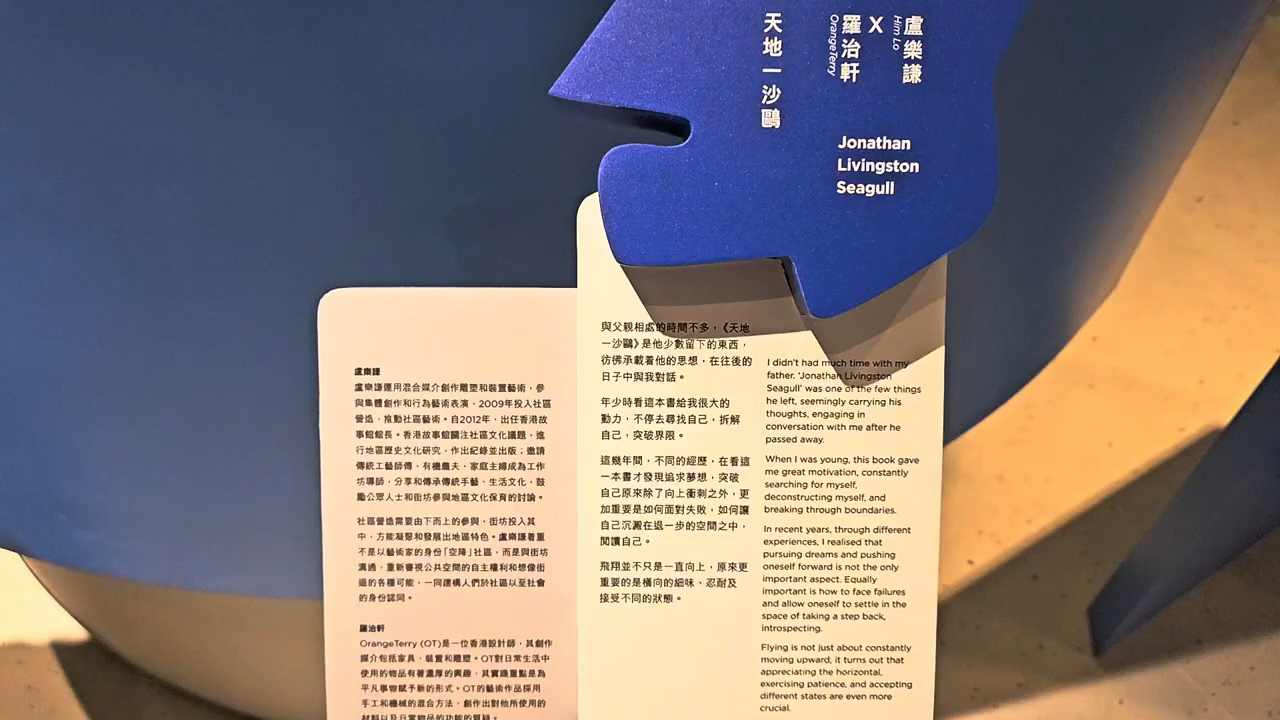 盧樂謙
Him Lo
X
羅治軒
OrangeTerry
天地一沙鷗
Jonathan
Livingston
Seagull
與父親相處的時間不多，《天地
一沙鷗》是他少數留下的東西，
彷彿承載着他的思想，在往後的
日子中與我對話。
年少時看這本書給我很大的
動力，不停去尋找自己，拆解
自己，突破界限。
這幾年間，不同的經歷，在看這
一本書才發現追求夢想，突破
自己原來除了向上衝刺之外，更
加重要是如何面對失敗，如何讓
自己沉澱在退一步的空間之中，
閱讀自己。
飛翔並不只是一直向上，原來更
重要的是橫向的細味、忍耐及
接受不同的狀態。
I didn't had much time with my
father. 'Jonathan Livingston
Seagull' was one of the few things
he left, seemingly carrying his
thoughts, engaging in
conversation with me after he
passed away.
When I was young, this book gave
me great motivation, constantly
searching for myself,
deconstructing myself, and
breaking through boundaries.
In recent years, through different
experiences, I realised that
pursuing dreams and pushing
oneself forward is not the only
important aspect. Equally
important is how to face failures
and allow oneself to settle in the
space of taking a step back,
introspecting.
Flying is not just about constantly
moving upward; it turns out that
appreciating the horizontal,
exercising patience, and accepting
different states are even more
crucial.
盧樂謙
盧樂謙運用混合媒介創作雕塑和裝置藝術，參
與集體創作和行為藝術表演，2009年投入社區
營造，推動社區藝術。自2012年，出任香港故
事館館長。香港故事館關注社區文化議題，進
行地區歷史文化研究，作出紀錄並出版；邀請
傳統工藝師傅、有機農夫、家庭主婦成為工作
坊導師，分享和傳承傳統手藝、生活文化，鼓
勵公眾人士和街坊參與地區文化保育的討論。
社區營造需要由下而上的參與，街坊投入其
中，方能凝聚和發展出地區特色。盧樂謙着重
不是以藝術家的身份「空降」社區，而是與街坊
溝通，重新審視公共空間的自主權利和想像街
道的各種可能，一同建構人們於社區以至社會
的身份認同。
羅治軒
OrangeTerry (OT)是一位香港設計師，其創作
媒介包括家具、裝置和雕塑。OT對日常生活中
使用的物品有著濃厚的興趣，其實踐重點是為
平凡事物賦予新的形式。OT的藝術作品採用
手工和機械的混合方法，創作出對他所使用的
材料以及日常物品的功能的質疑。